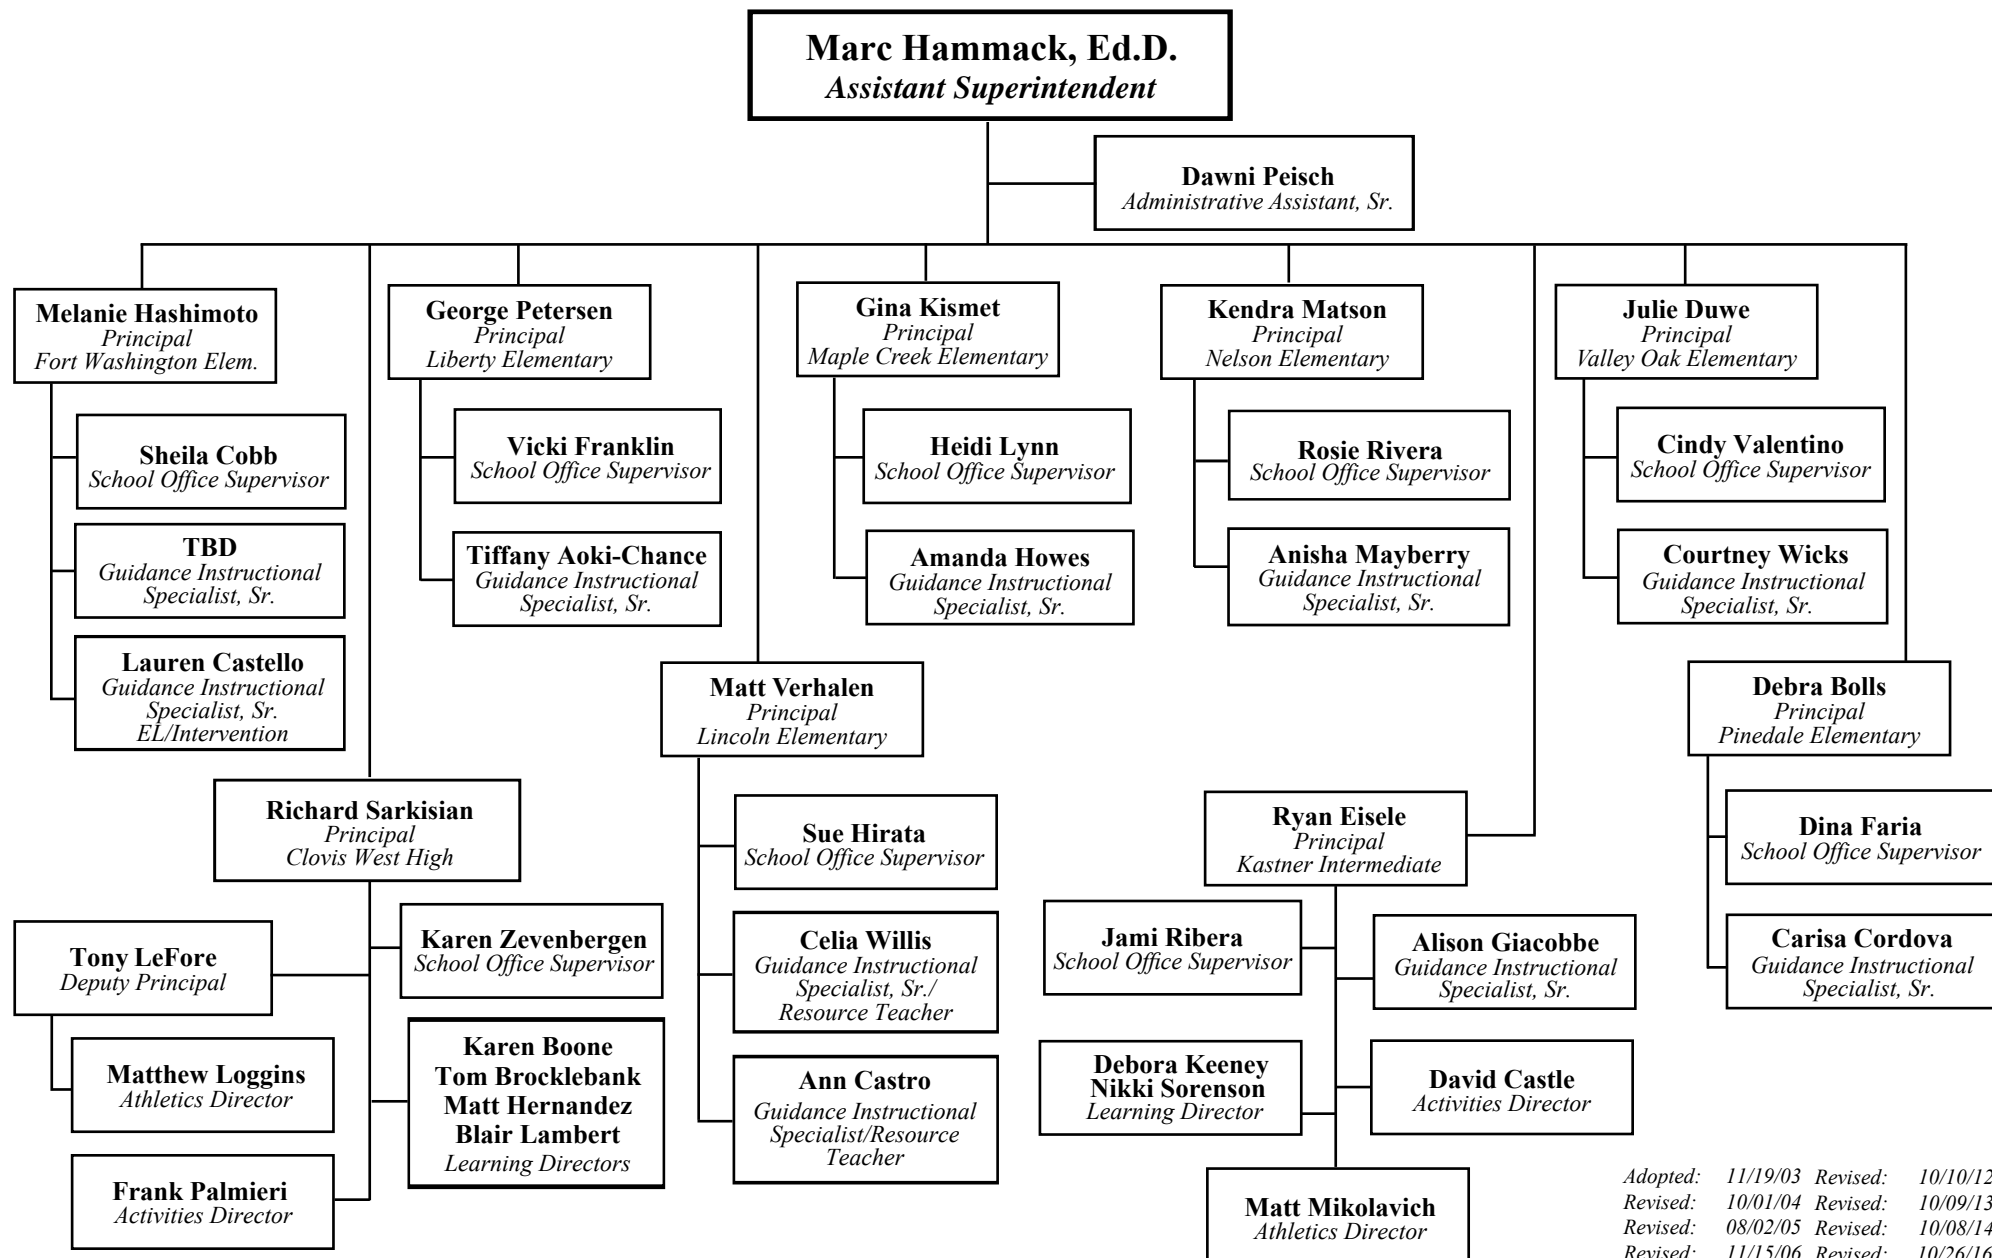 Marc Hammack, Ed.D.
Assistant Superintendent
Dawni Peisch
Administrative Assistant, Sr.
Melanie Hashimoto
Principal
Fort Washington Elem.
Sheila Cobb
School Office Supervisor
TBD
Guidance Instructional
Specialist, Sr.
Lauren Castello
Guidance Instructional
Specialist, Sr.
EL/Intervention
Richard Sarkisian
Principal
Clovis West High
Tony LeFore
Deputy Principal
Matthew Loggins
Athletics Director
Frank Palmieri
Activities Director
Karen Zevenbergen
School Office Supervisor
Karen Boone
Tom Brocklebank
Matt Hernandez
Blair Lambert
Learning Directors
George Petersen
Principal
Liberty Elementary
Vicki Franklin
School Office Supervisor
Tiffany Aoki-Chance
Guidance Instructional
Specialist, Sr.
Matt Verhalen
Principal
Lincoln Elementary
Sue Hirata
School Office Supervisor
Celia Willis
Guidance Instructional
Specialist, Sr./
Resource Teacher
Ann Castro
Guidance Instructional
Specialist/Resource
Teacher
Gina Kismet
Principal
Maple Creek Elementary
Heidi Lynn
School Office Supervisor
Amanda Howes
Guidance Instructional
Specialist, Sr.
Kendra Matson
Principal
Nelson Elementary
Rosie Rivera
School Office Supervisor
Anisha Mayberry
Guidance Instructional
Specialist, Sr.
Ryan Eisele
Principal
Kastner Intermediate
Jami Ribera
School Office Supervisor
Alison Giacobbe
Guidance Instructional
Specialist, Sr.
Debora Keeney
Nikki Sorenson
Learning Director
David Castle
Activities Director
Matt Mikolavich
Athletics Director
Julie Duwe
Principal
Valley Oak Elementary
Cindy Valentino
School Office Supervisor
Courtney Wicks
Guidance Instructional
Specialist, Sr.
Debra Bolls
Principal
Pinedale Elementary
Dina Faria
School Office Supervisor
Carisa Cordova
Guidance Instructional
Specialist, Sr.
Adopted: 11/19/03 Revised: 10/10/12
Revised: 10/01/04 Revised: 10/09/13
Revised: 08/02/05 Revised: 10/08/14
Revised: 11/15/06 Revised: 10/26/16